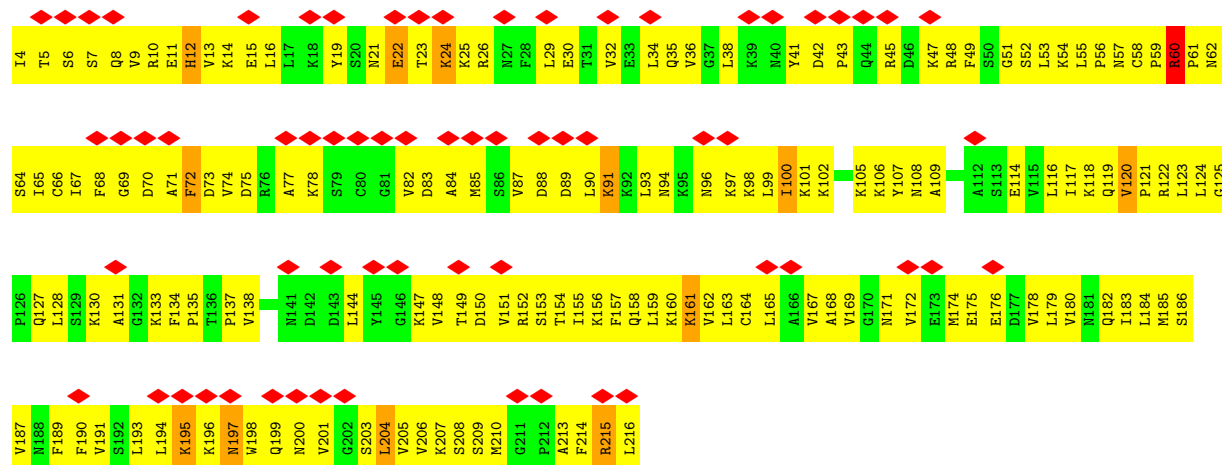 I4 T5 S6 S7 Q8 V9 R10 E11 H12 V13 K14 E15 L16 L17 K18 Y19 S20 N21 E22 T23 K24 K25 R26 N27 F28 L29 E30 T31 V32 E33 L34 Q35 V36 G37 L38 K39 N40 Y41 D42 P43 Q44 R45 D46 K47 R48 F49 S50 G51 S52 L53 K54 L55 P56 N57 C58 P59 R60 P61 N62
S64 I65 C66 I67 F68 G69 D70 A71 F72 D73 V74 D75 R76 A77 K78 S79 C80 G81 V82 D83 A84 M85 S86 V87 D88 D89 L90 K91 K92 L93 N94 K95 N96 K97 K98 L99 I100 K101 K102 K105 K106 Y107 N108 A109 A112 S113 E114 V115 L116 I117 K118 Q119 V120 P121 R122 L123 L124 G125
P126 Q127 L128 S129 K130 A131 G132 K133 F134 P135 T136 P137 V138 N141 D142 D143 L144 Y145 G146 K147 V148 T149 D150 V151 R152 S153 T154 I155 K156 F157 Q158 L159 K160 K161 V162 L163 C164 L165 A166 V167 A168 V169 G170 N171 V172 E173 M174 E175 E176 D177 V178 L179 V180 N181 Q182 I183 L184 M185 S186
V187 N188 F189 F190 V191 S192 L193 L194 K195 K196 N197 W198 Q199 N200 V201 G202 S203 L204 V205 V206 K207 S208 S209 M210 G211 P212 A213 F214 R215 L216